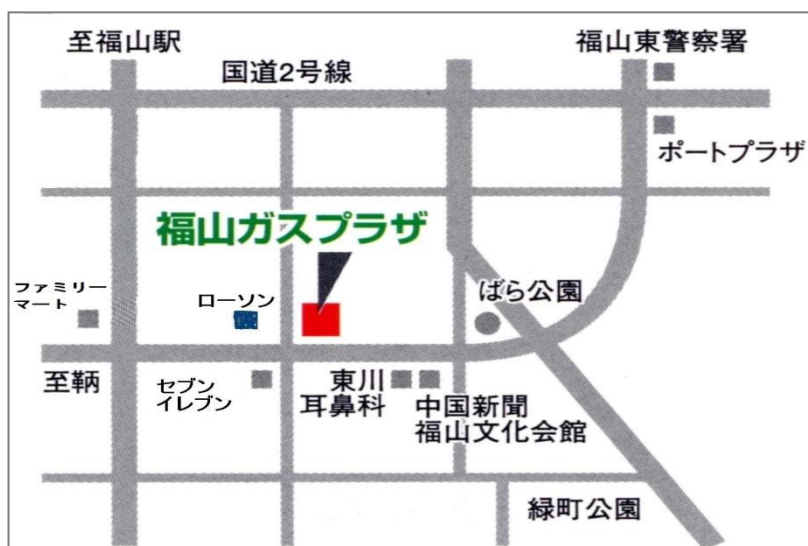 至福山駅
国道2号線
福山東警察署
ポートプラザ
福山ガスプラザ
ファミリー
マート
ローソン
ばら公園
至鞆
セブン
イレブン
東川
耳鼻科
中国新聞
福山文化会館
緑町公園